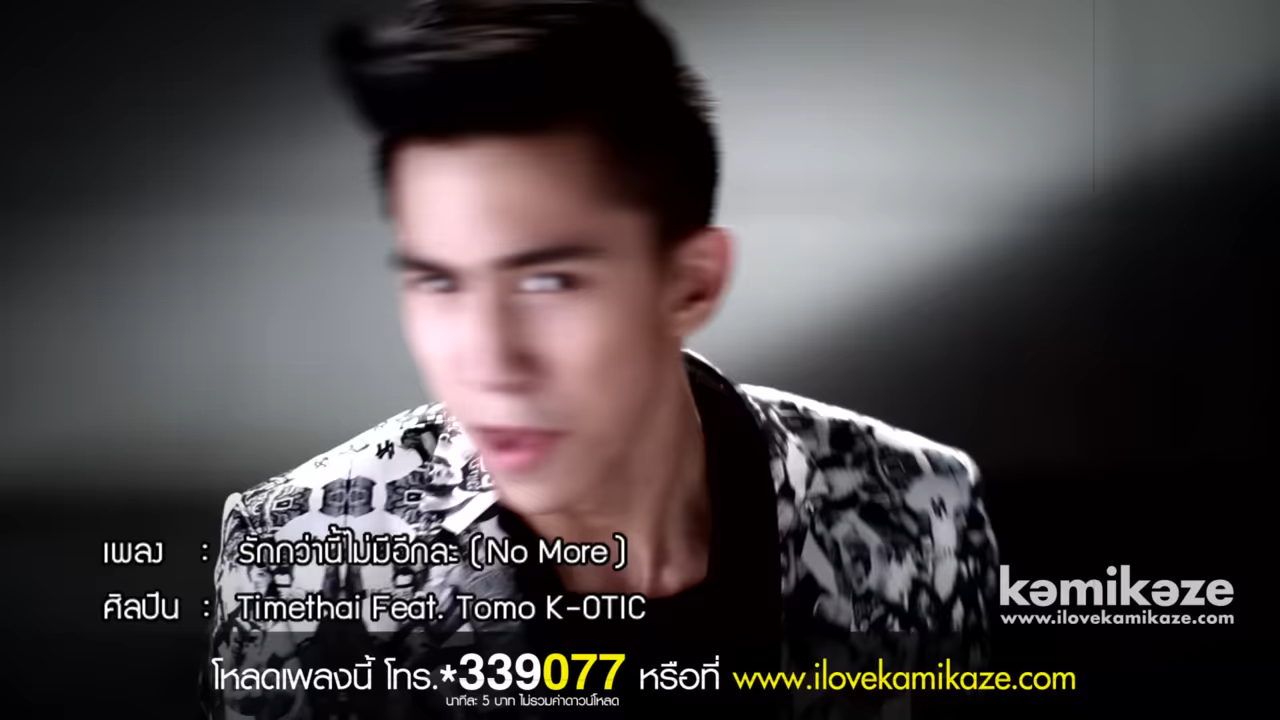 เพลง : รักกว่านี้ไม่มีอีกละ (No More)
ศิลปิน : Timethai Feat. Tomo K-OTIC
kamikaze
www.ilovekamikaze.com
โหลดเพลงนี้ โทร.*339077 หรือที่ www.ilovekamikaze.com
นาทีละ 5 บาท ไม่รวมค่าดาวน์โหลด